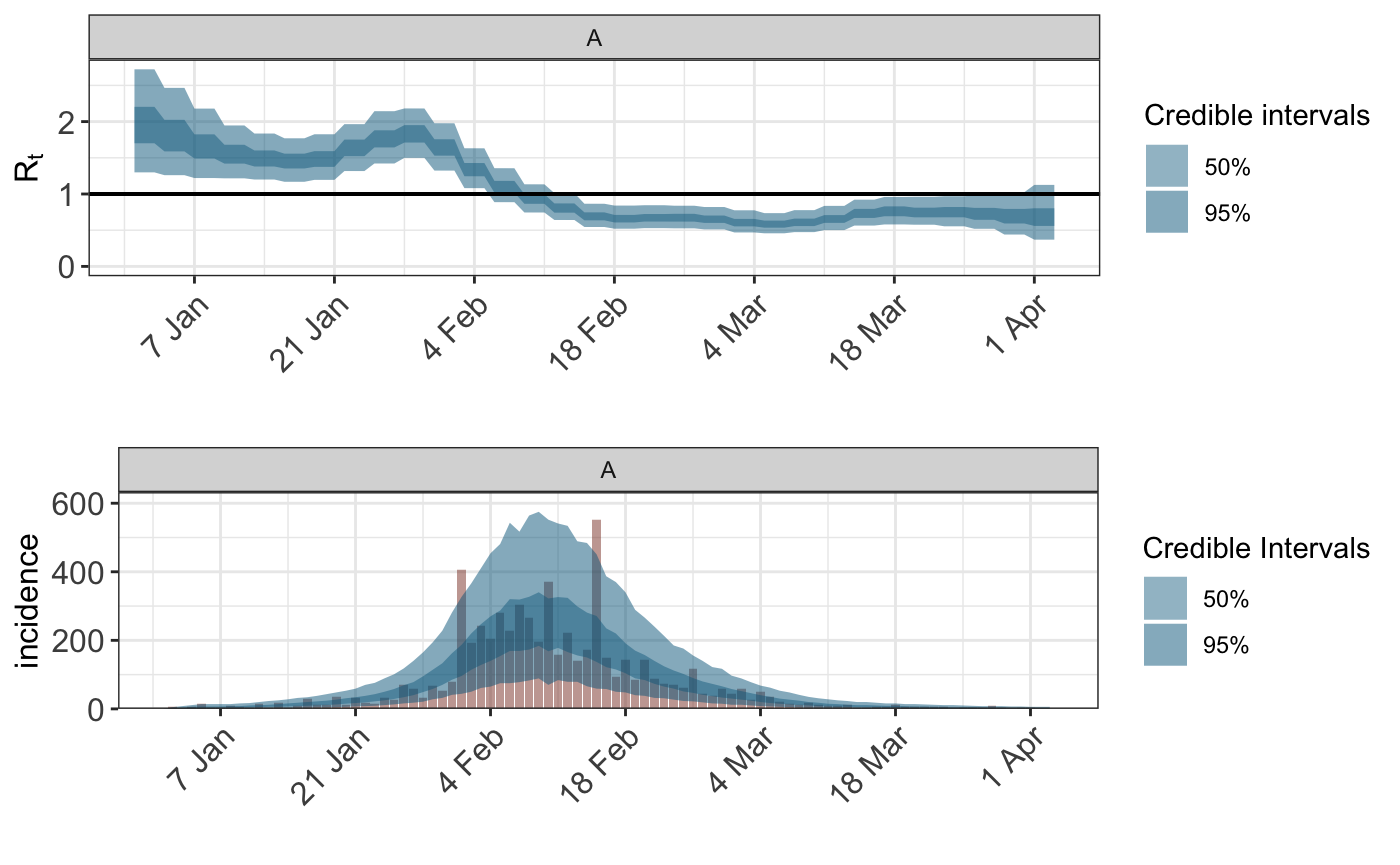 A
Rt
2
1
0
7 Jan
21 Jan
4 Feb
18 Feb
4 Mar
18 Mar
1 Apr
Credible intervals
50%
95%
A
incidence
600
400
200
0
7 Jan
21 Jan
4 Feb
18 Feb
4 Mar
18 Mar
1 Apr
Credible Intervals
50%
95%